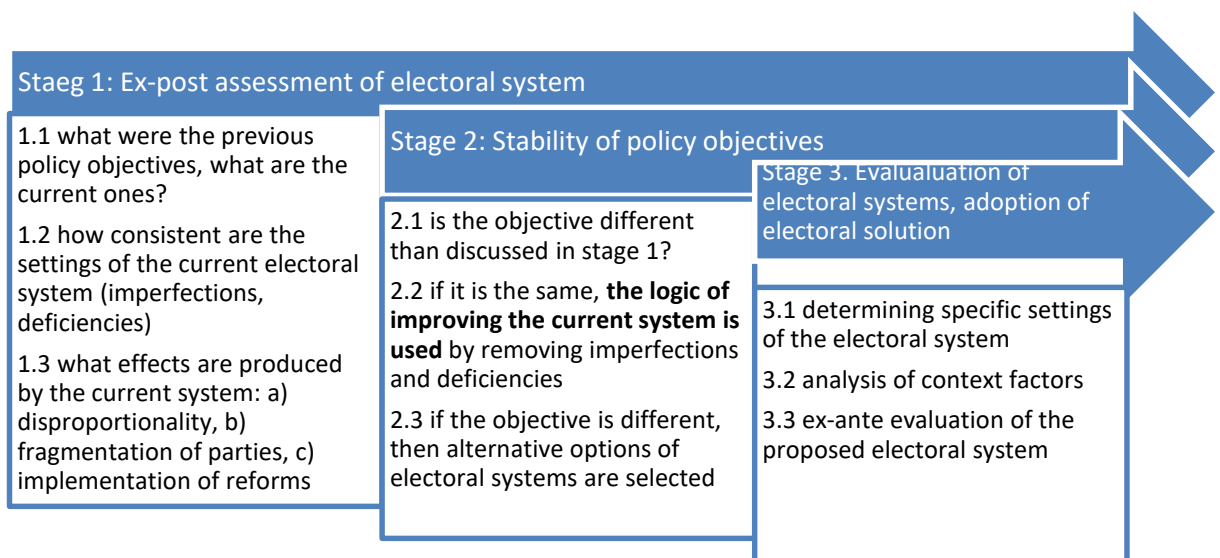 Staeg 1: Ex-post assessment of electoral system
1.1 what were the previous
policy objectives, what are the
current ones?
1.2 how consistent are the
settings of the current electoral
system (imperfections,
deficiencies)
1.3 what effects are produced
by the current system: a)
disproportionality, b)
fragmentation of parties, c)
implementation of reforms
Stage 2: Stability of policy objectives
2.1 is the objective different
than discussed in stage 1?
2.2 if it is the same, the logic of
improving the current system is
used by removing imperfections
and deficiencies
2.3 if the objective is different,
then alternative options of
electoral systems are selected
Stage 3. Evalualuation of
electoral systems, adoption of
electoral solution
3.1 determining specific settings
of the electoral system
3.2 analysis of context factors
3.3 ex-ante evaluation of the
proposed electoral system